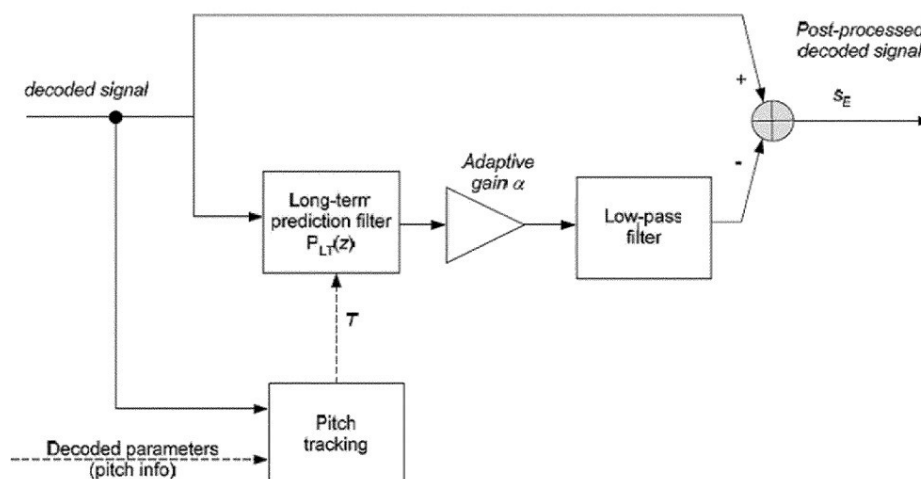 Post-processed
decoded signal
decoded signal
+
s_E
Adaptive
gain α
-
Long-term
prediction filter
P_LT(z)
Low-pass
filter
T
Pitch
tracking
Decoded parameters
(pitch info)